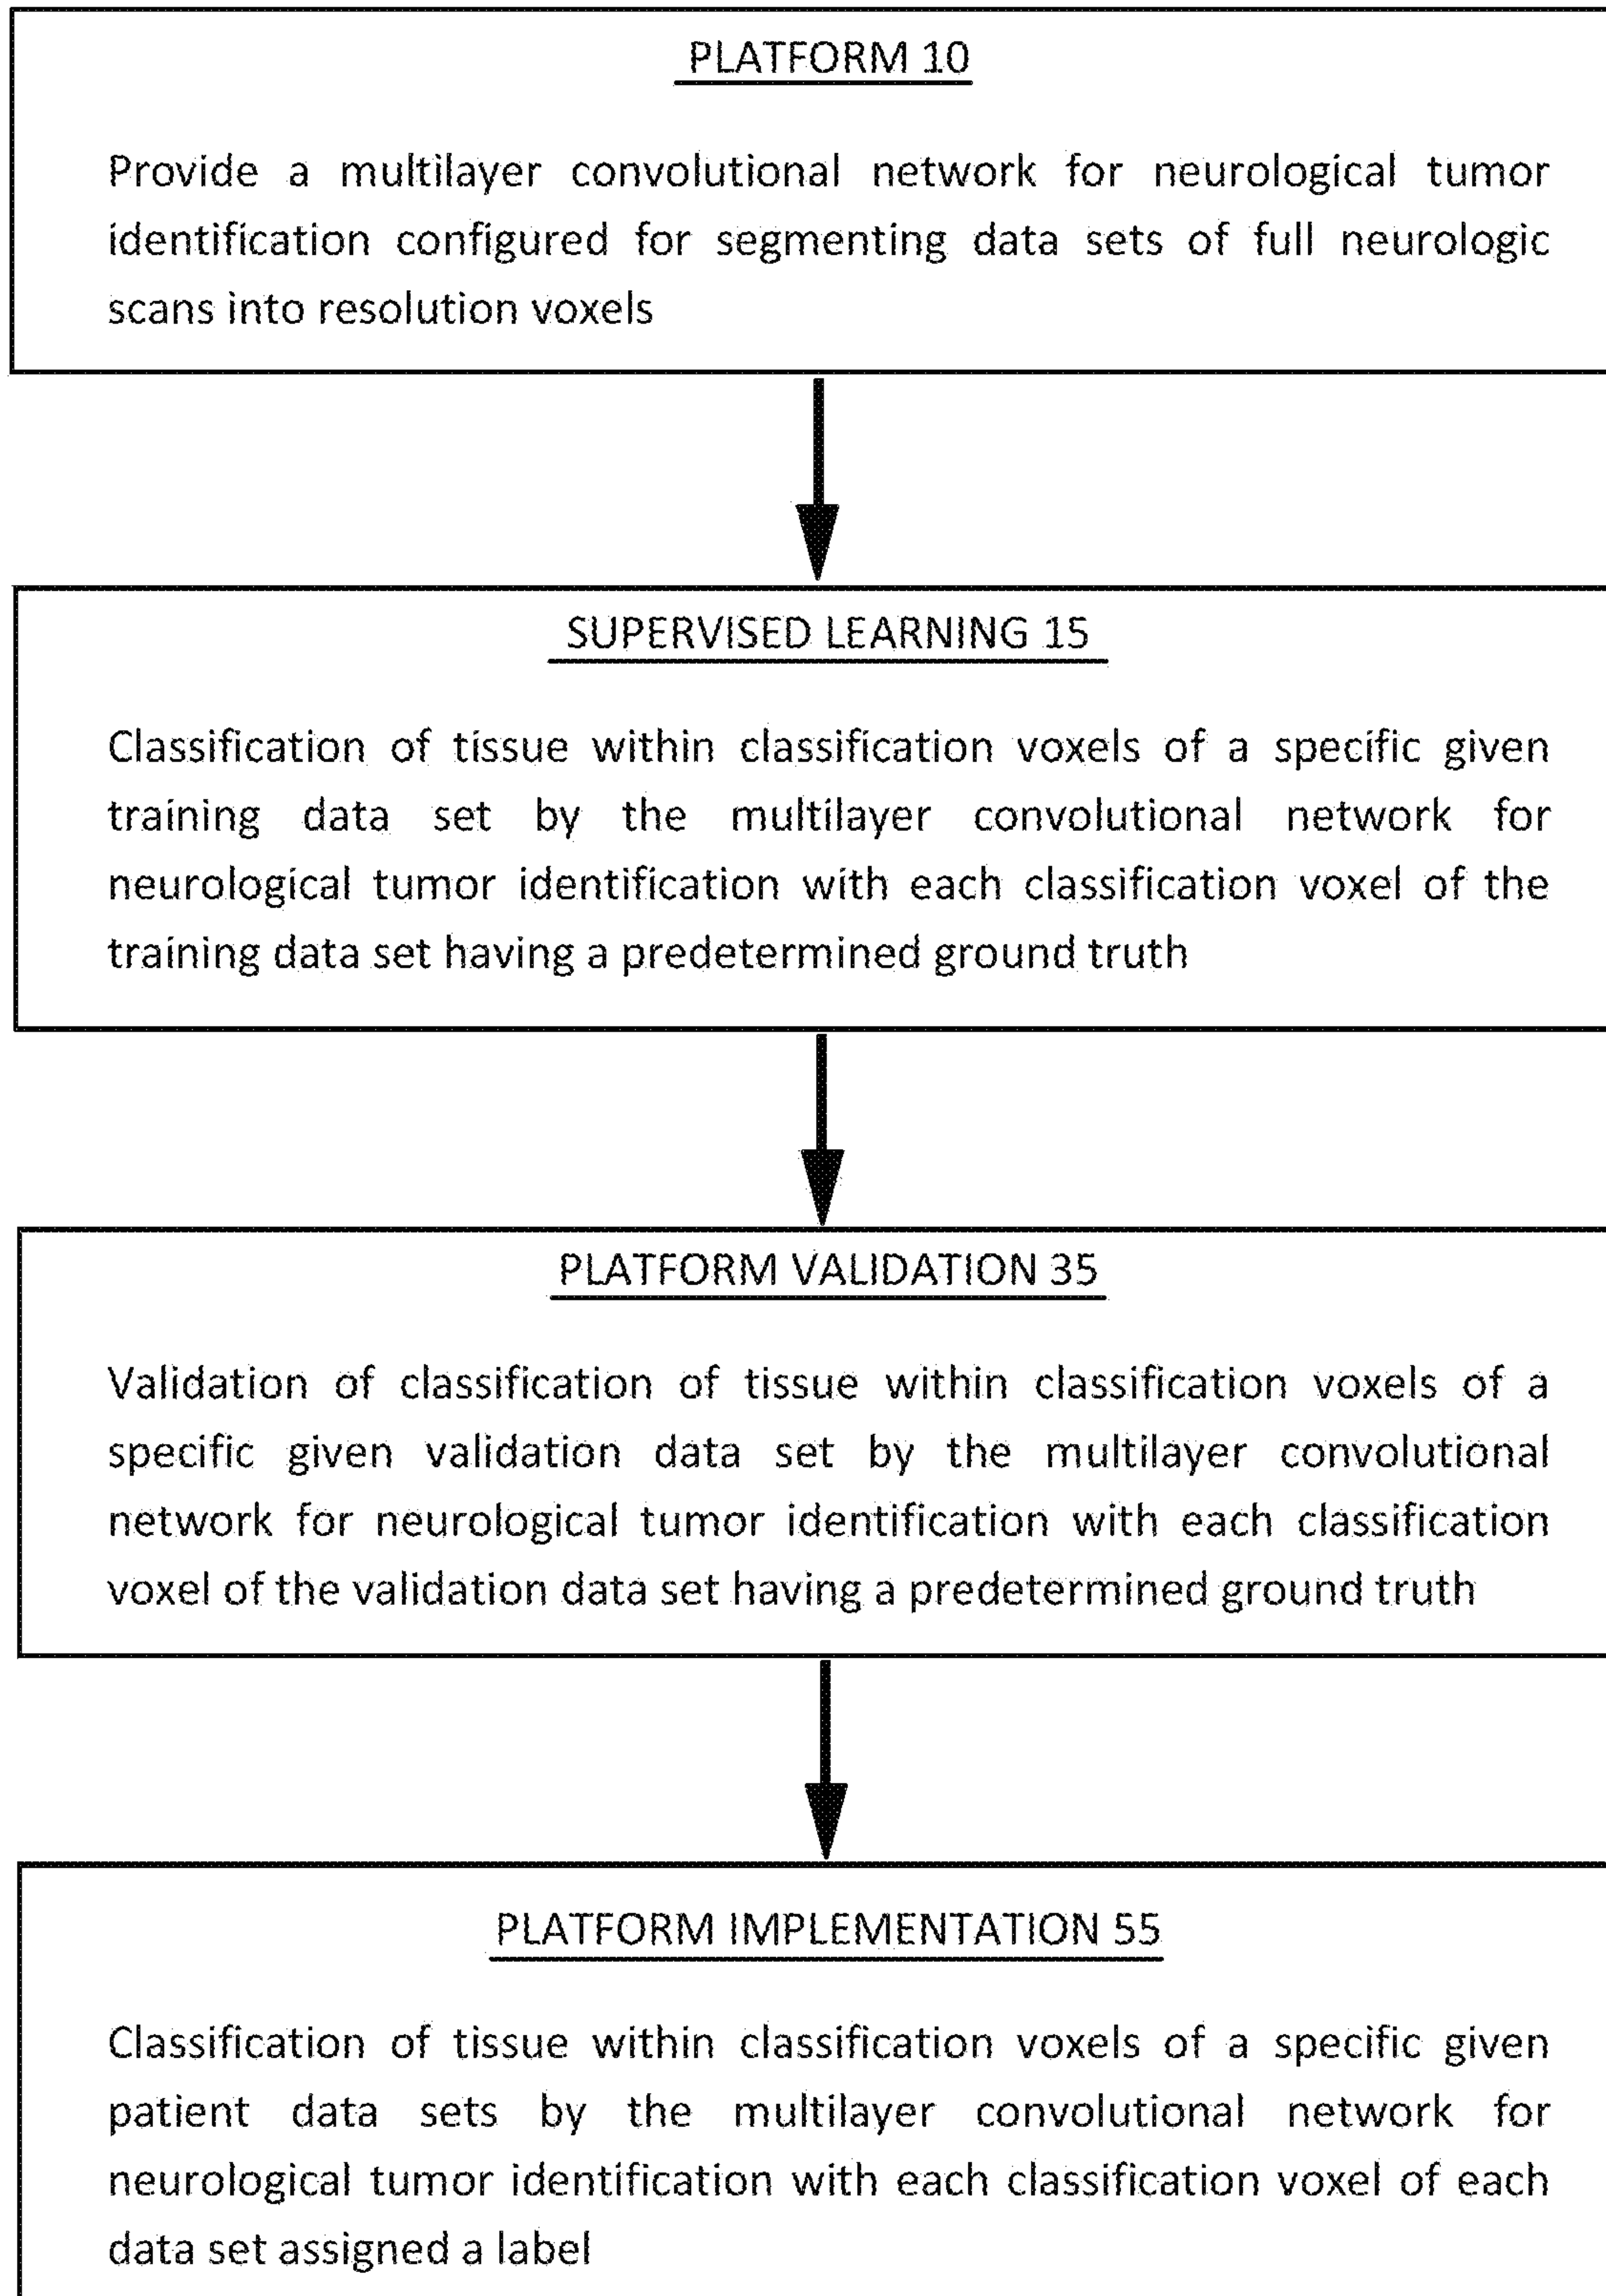 PLATFORM 10
Provide a multilayer convolutional network for neurological tumor
identification configured for segmenting data sets of full neurologic
scans into resolution voxels
SUPERVISED LEARNING 15
Classification of tissue within classification voxels of a specific given
training data set by the multilayer convolutional network for
neurological tumor identification with each classification voxel of the
training data set having a predetermined ground truth
PLATFORM VALIDATION 35
Validation of classification of tissue within classification voxels of a
specific given validation data set by the multilayer convolutional
network for neurological tumor identification with each classification
voxel of the validation data set having a predetermined ground truth
PLATFORM IMPLEMENTATION 55
Classification of tissue within classification voxels of a specific given
patient data sets by the multilayer convolutional network for
neurological tumor identification with each classification voxel of each
data set assigned a label